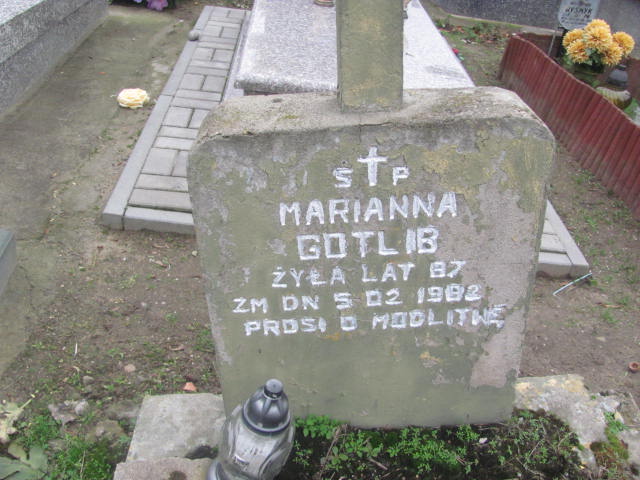 Ś P
MARIANNA
GOTLIB
ŻYŁA LAT 87
ZM DN 5 02 1982
PROSI O MODLITWĘ